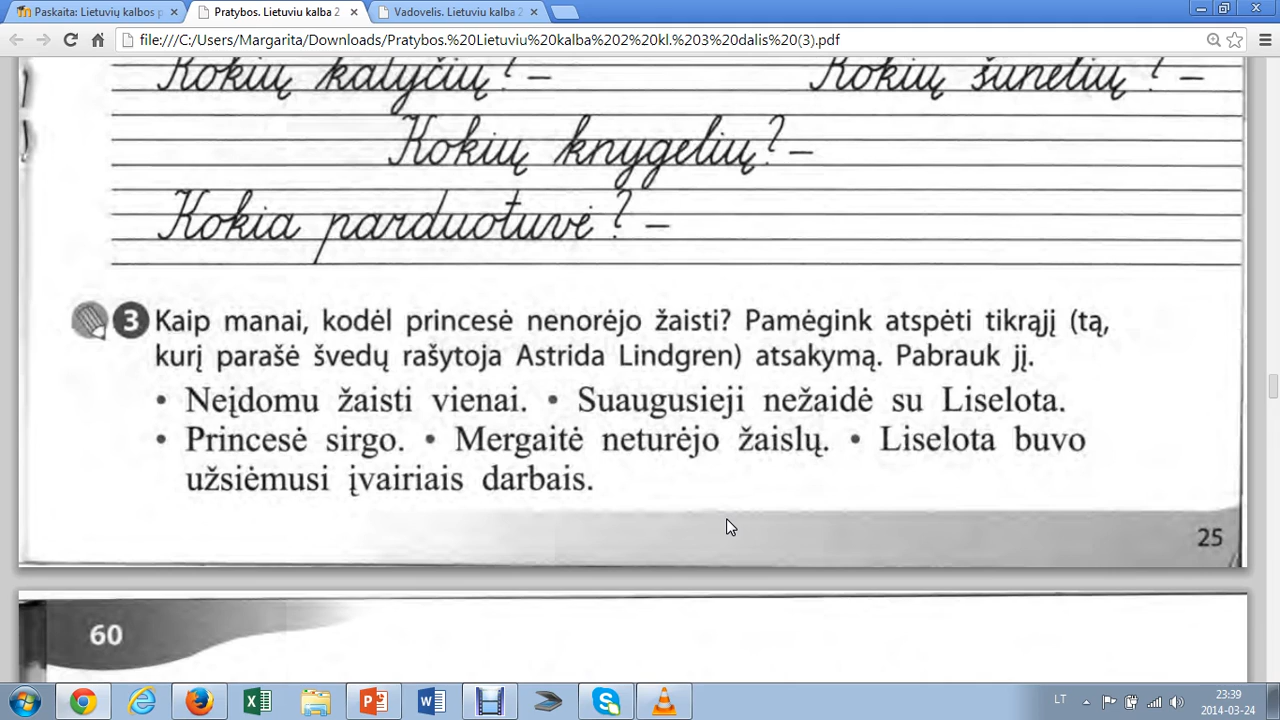 Paskaita: Lietuvių kalbos p
Pratybos. Lietuviu kalba 2
Vadovelis. Lietuviu kalba 2
file:///C:/Users/Margarita/Downloads/Pratybos.%20Lietuviu%20kalba%202%20kl.%203%20dalis%20(3).pdf
Kokių kalyčių? – Kokių šunelių? –
Kokių knygelių? –
Kokia parduotuvė? –
3 Kaip manai, kodėl princesė nenorėjo žaisti? Pamėgink atspėti tikrąjį (tą,
kurį parašė švedų rašytoja Astrida Lindgren) atsakymą. Pabrauk jį.
• Neįdomu žaisti vienai. • Suaugusieji nežaidė su Liselota.
• Princesė sirgo. • Mergaitė neturėjo žaislų. • Liselota buvo
užsiėmusi įvairiais darbais.
25
60
LT
23:39
2014-03-24